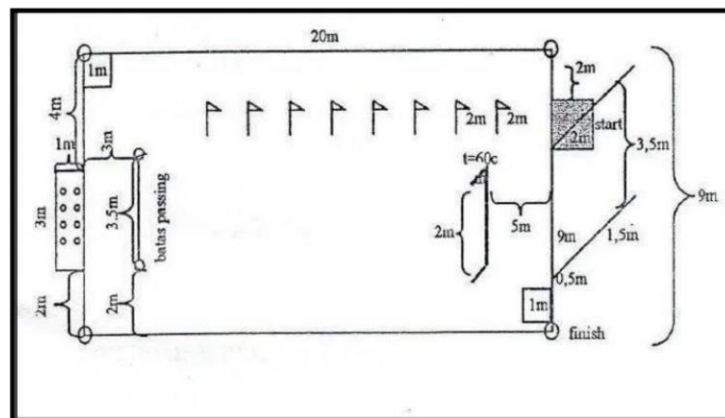 20m
1m
2m
4m
2m
2m
2m
start
3,5m
9m
1m
3m
t=60c
m
3m
3,5m
batas passing
2m
5m
9m
1,5m
0,5m
2m
2m
1m
finish